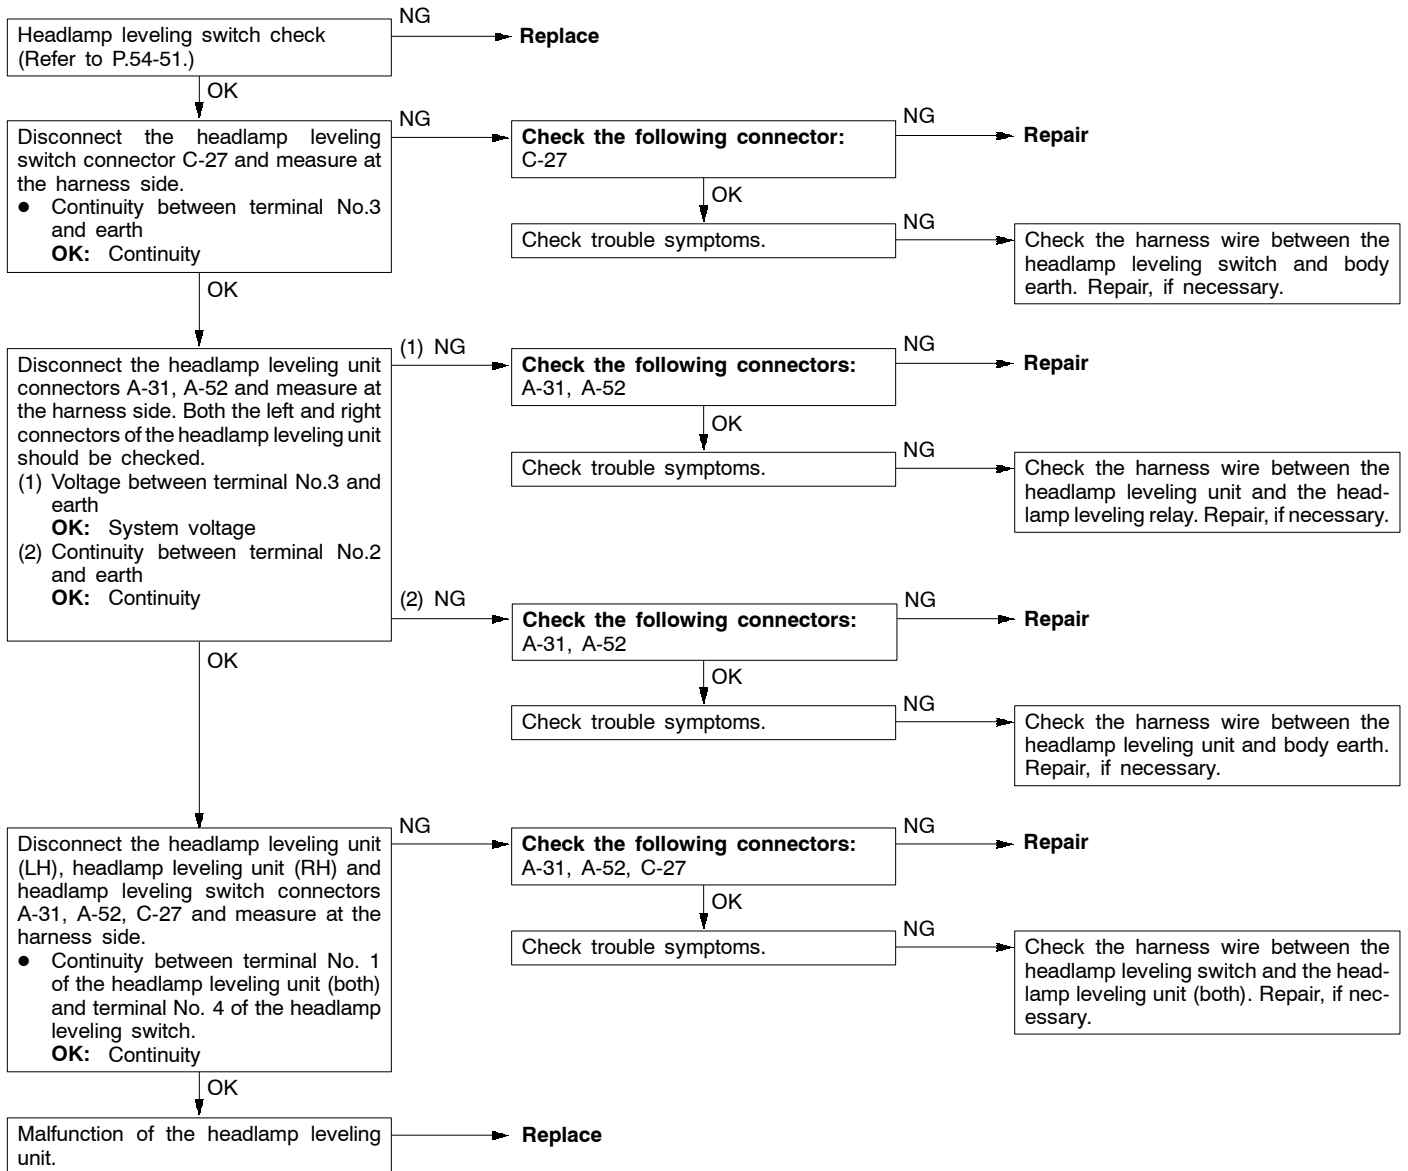 Headlamp leveling switch check
(Refer to P.54-51.)
NG
Replace
OK
Disconnect the headlamp leveling
switch connector C-27 and measure at
the harness side.
● Continuity between terminal No.3
and earth
OK: Continuity
NG
Check the following connector:
C-27
NG
Repair
OK
Check trouble symptoms.
NG
Check the harness wire between the
headlamp leveling switch and body
earth. Repair, if necessary.
OK
Disconnect the headlamp leveling unit
connectors A-31, A-52 and measure at
the harness side. Both the left and right
connectors of the headlamp leveling unit
should be checked.
(1) Voltage between terminal No.3 and
earth
OK: System voltage
(2) Continuity between terminal No.2
and earth
OK: Continuity
(1) NG
Check the following connectors:
A-31, A-52
NG
Repair
OK
Check trouble symptoms.
NG
Check the harness wire between the
headlamp leveling unit and the head-
lamp leveling relay. Repair, if necessary.
(2) NG
Check the following connectors:
A-31, A-52
NG
Repair
OK
Check trouble symptoms.
NG
Check the harness wire between the
headlamp leveling unit and body earth.
Repair, if necessary.
OK
Disconnect the headlamp leveling unit
(LH), headlamp leveling unit (RH) and
headlamp leveling switch connectors
A-31, A-52, C-27 and measure at the
harness side.
● Continuity between terminal No. 1
of the headlamp leveling unit (both)
and terminal No. 4 of the headlamp
leveling switch.
OK: Continuity
NG
Check the following connectors:
A-31, A-52, C-27
NG
Repair
OK
Check trouble symptoms.
NG
Check the harness wire between the
headlamp leveling switch and the head-
lamp leveling unit (both). Repair, if nec-
essary.
OK
Malfunction of the headlamp leveling
unit.
Replace